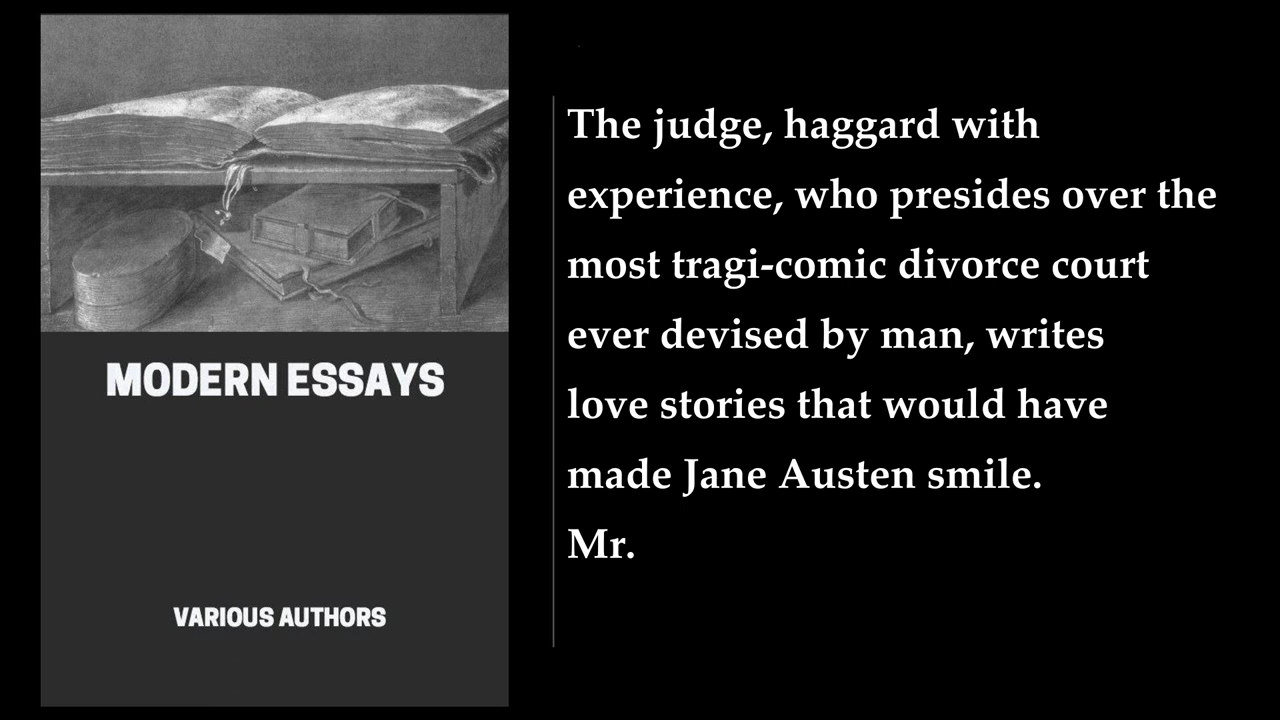 MODERN ESSAYS
VARIOUS AUTHORS
The judge, haggard with
experience, who presides over the
most tragi-comic divorce court
ever devised by man, writes
love stories that would have
made Jane Austen smile.
Mr.